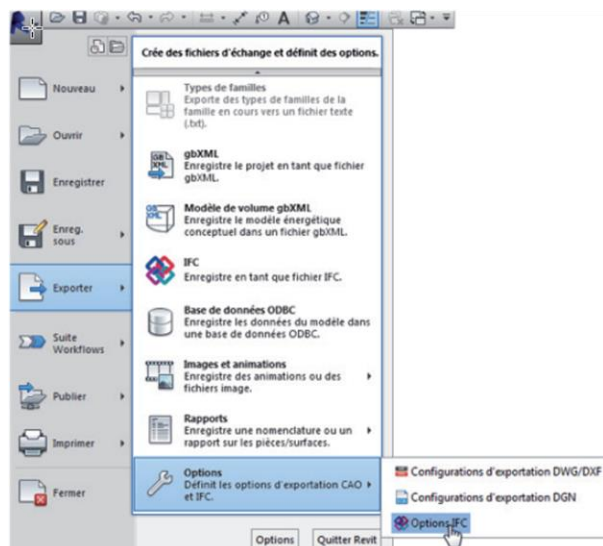 Crée des fichiers d'échange et définit des options.
Nouveau
Ouvrir
Enregistrer
Enreg.
sous
Exporter
Suite
Workflows
Publier
Imprimer
Fermer
Types de familles
Exporte des types de familles de la
famille en cours vers un fichier texte
(.txt).
gbXML
Enregistre le projet en tant que fichier
gbXML.
Modèle de volume gbXML
Enregistre le modèle énergétique
conceptuel dans un fichier gbXML.
IFC
Enregistre en tant que fichier IFC.
Base de données ODBC
Enregistre les données du modèle dans
une base de données ODBC.
Images et animations
Enregistre des animations ou des
fichiers image.
Rapports
Enregistre une nomenclature ou un
rapport sur les pièces/surfaces.
Options
Définit les options d'exportation CAO
et IFC.
Configurations d'exportation DWG/DXF
Configurations d'exportation DGN
Options IFC
Options
Quitter Revit